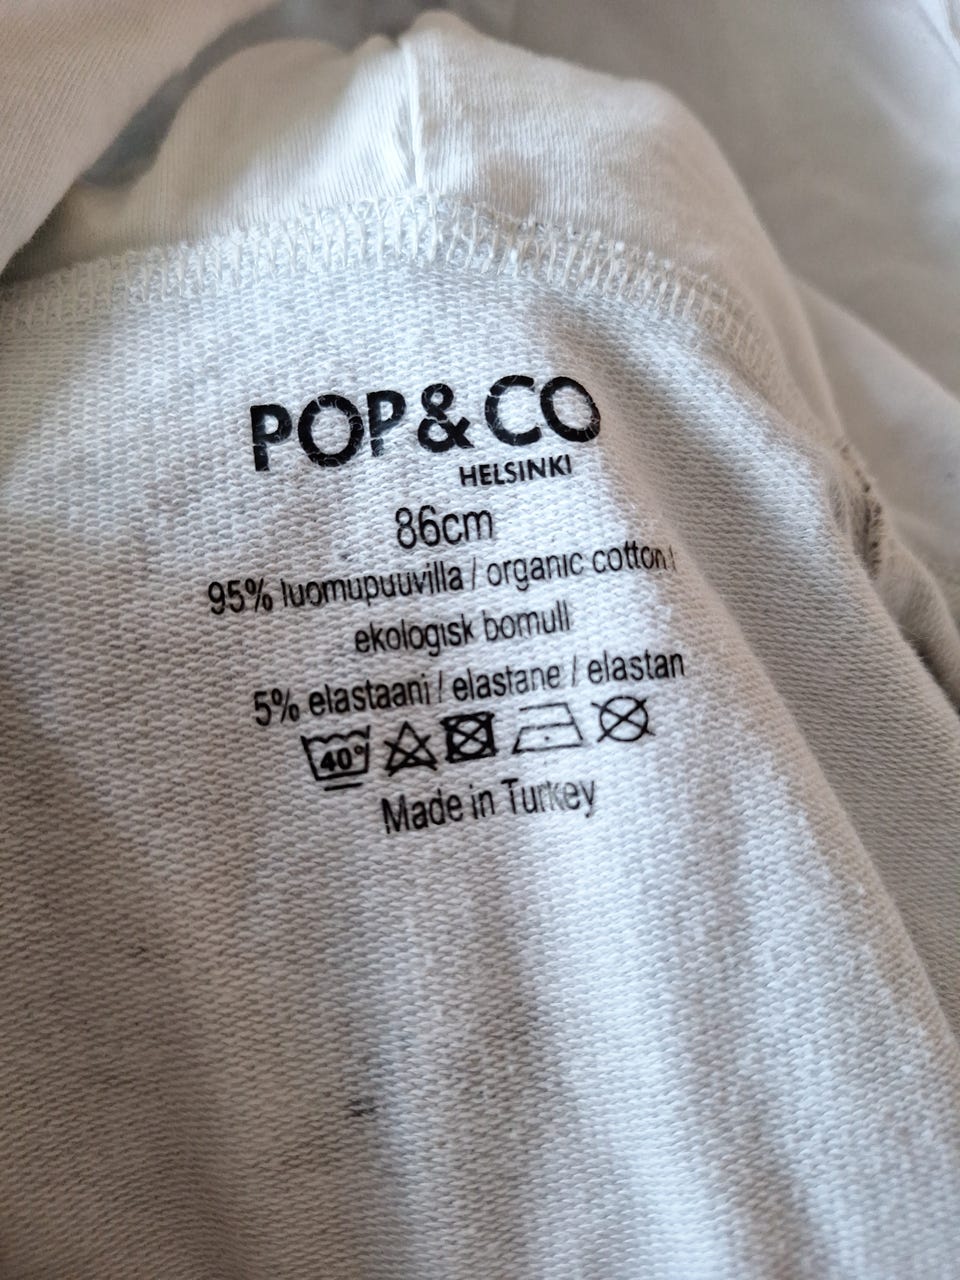 POP&CO
HELSINKI
86cm
95% luomupuuvilla / organic cotton /
ekologisk bomull
5% elastaani / elastane / elastan
40°
Made in Turkey